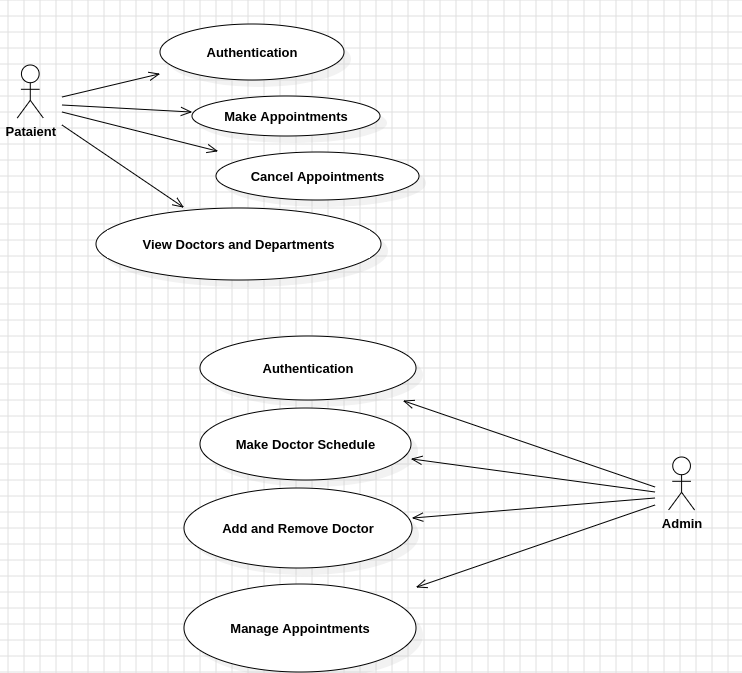 Authentication
Pataient
Make Appointments
Cancel Appointments
View Doctors and Departments
Authentication
Make Doctor Schedule
Add and Remove Doctor
Admin
Manage Appointments